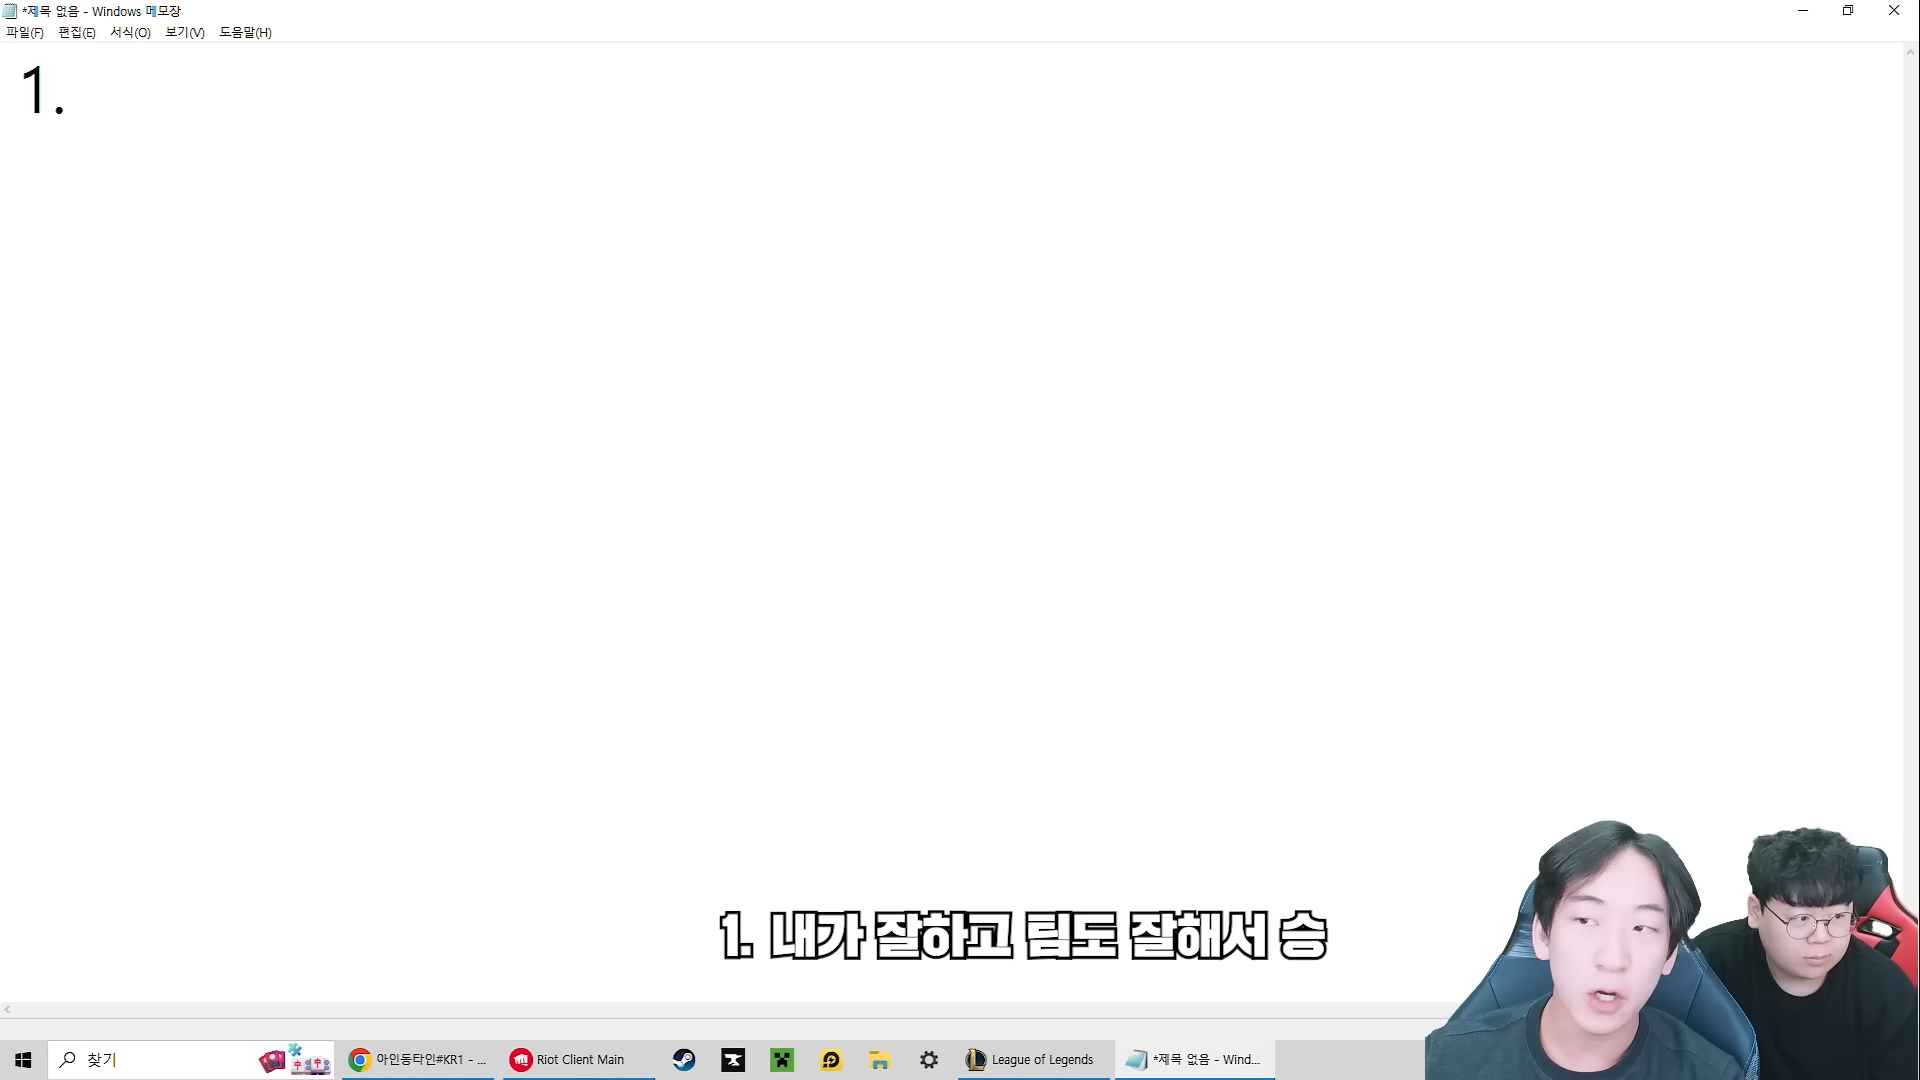 *제목 없음 - Windows 메모장
파일(F) 편집(E) 서식(O) 보기(V) 도움말(H)
1.
1. 내가 잘하고 팀도 잘해서 승
찾기
아인동타인#KR1 - ...
Riot Client Main
League of Legends
*제목 없음 - Wind...